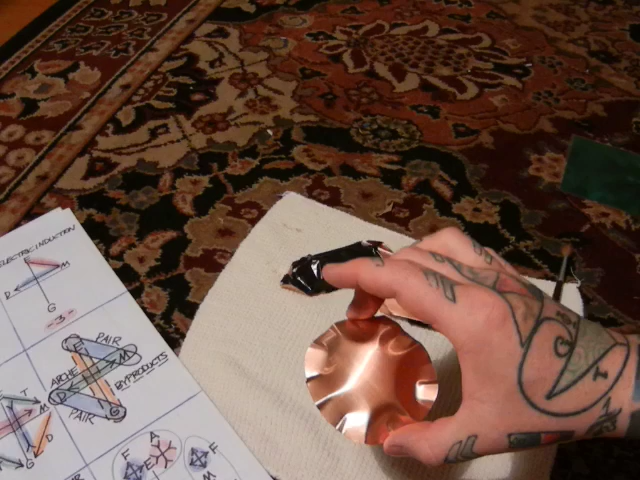 ELECTRIC INDUCTION
M
D
G
-3-
PAIR
E
M
ARCHE
BYPRODUCTS
D
PAIR
G
T
M
D
G
A
F
E
F
M